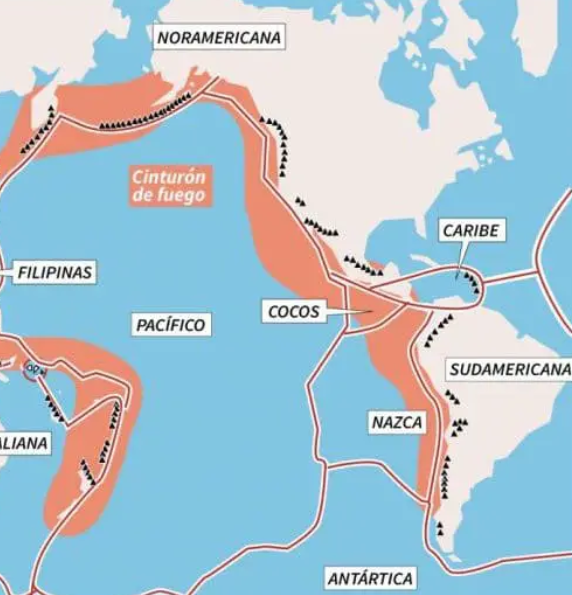 NORAMERICANA
Cinturón
de fuego
CARIBE
FILIPINAS
COCOS
PACÍFICO
SUDAMERICANA
NAZCA
ALIANA
ANTÁRTICA